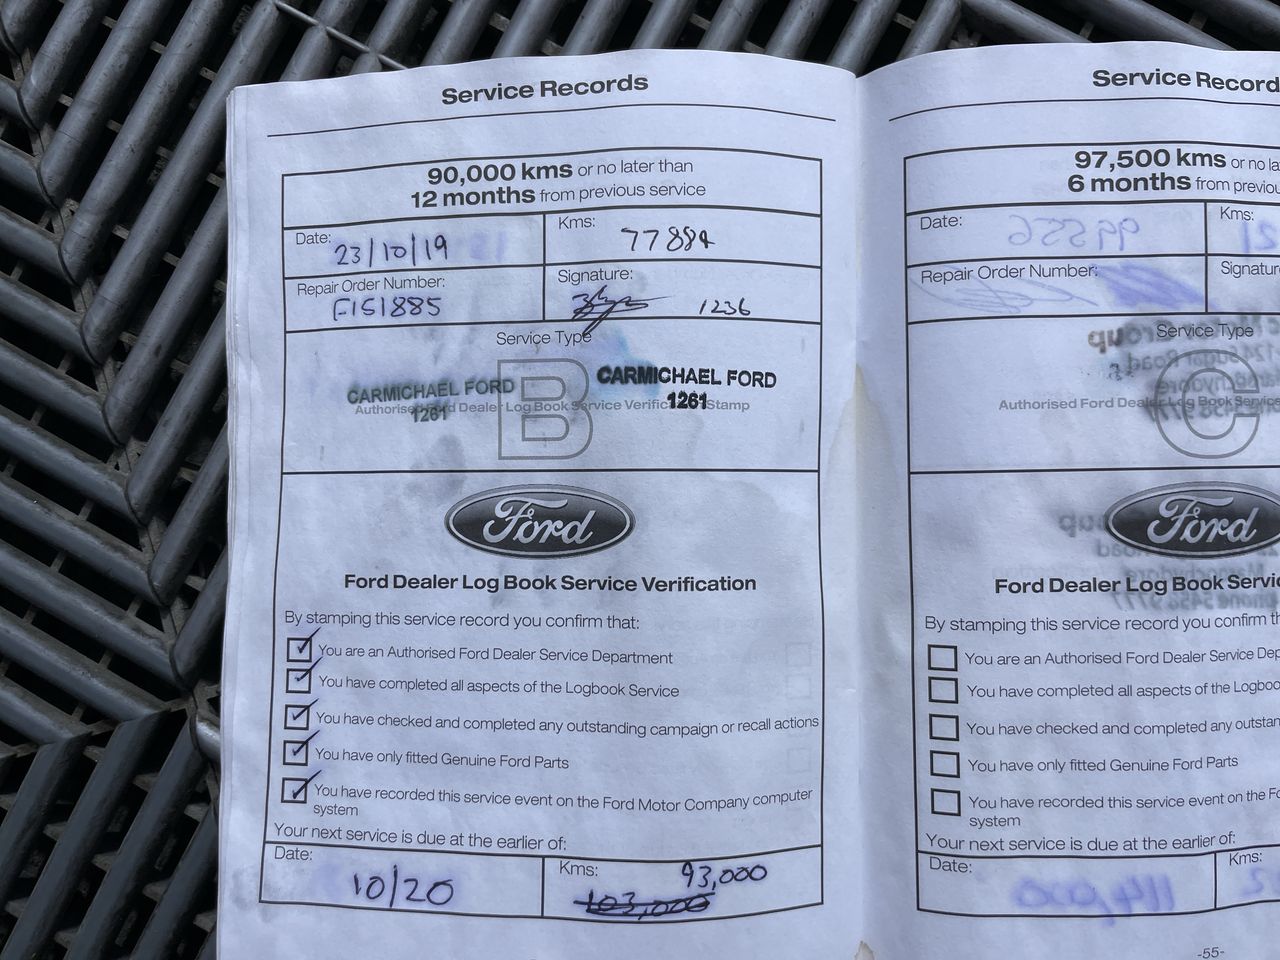 Service Records
90,000 kms or no later than
12 months from previous service
Date: 23/10/19
Kms: 77884
Repair Order Number: F151885
Signature: 1236
Service Type
B
CARMICHAEL FORD
1261
CARMICHAEL FORD
1261
Authorised Ford Dealer Log Book Service Verification Stamp
Ford
Ford Dealer Log Book Service Verification
By stamping this service record you confirm that:
You are an Authorised Ford Dealer Service Department
You have completed all aspects of the Logbook Service
You have checked and completed any outstanding campaign or recall actions
You have only fitted Genuine Ford Parts
You have recorded this service event on the Ford Motor Company computer
system
Your next service is due at the earlier of:
Date: 10/20
Kms: 93,000
103,000
Service Record
97,500 kms or no la
6 months from previou
Date:
Kms:
Repair Order Number:
Signatur
Service Type
C
Authorised Ford Dealer Log Book Service
Ford
Ford Dealer Log Book Servic
By stamping this service record you confirm th
You are an Authorised Ford Dealer Service Dep
You have completed all aspects of the Logboo
You have checked and completed any outstan
You have only fitted Genuine Ford Parts
You have recorded this service event on the Fo
system
Your next service is due at the earlier of:
Date:
Kms:
-55-